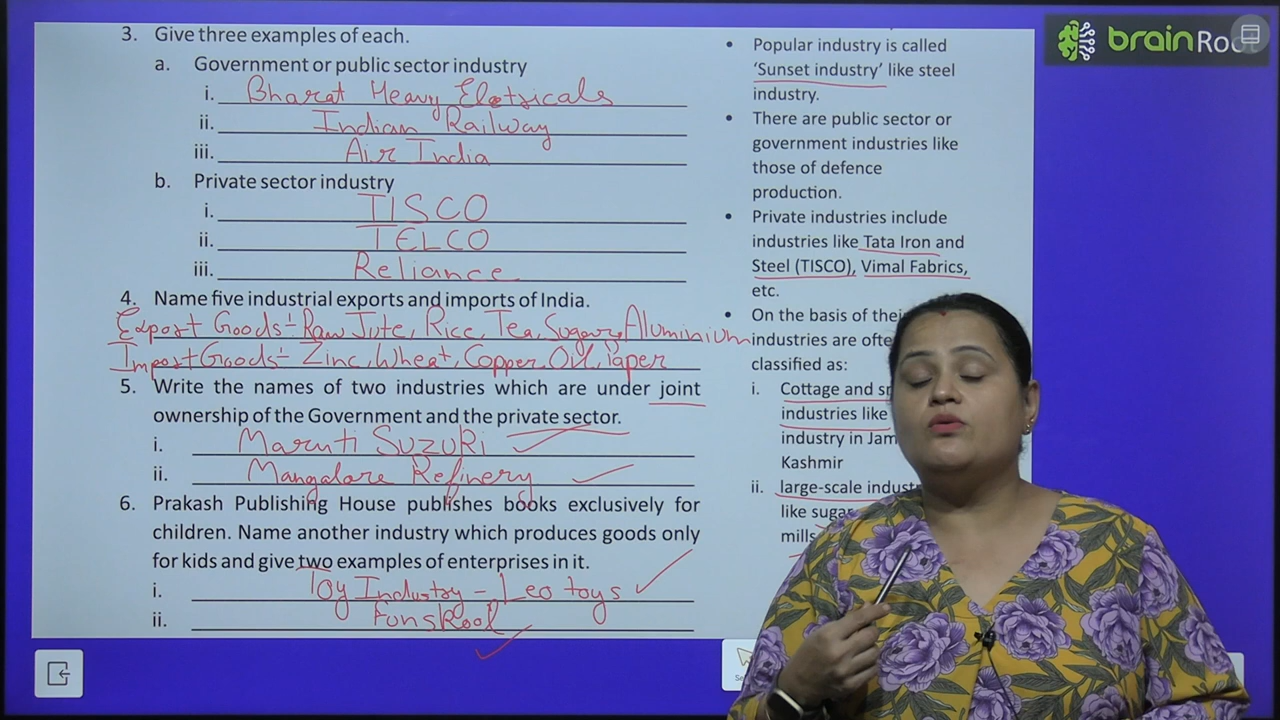 3. Give three examples of each.
a. Government or public sector industry
i. Bharat Heavy Eletricals
ii. Indian Railway
iii. Air India
b. Private sector industry
i. TISCO
ii. TELCO
iii. Reliance
4. Name five industrial exports and imports of India.
Export Goods:- Raw Jute, Rice, Tea, Sugar, Aluminium
Import Goods:- Zinc, Wheat, Copper, Oil, Paper
5. Write the names of two industries which are under joint
ownership of the Government and the private sector.
i. Maruti Suzuki
ii. Mangalore Refinery
6. Prakash Publishing House publishes books exclusively for
children. Name another industry which produces goods only
for kids and give two examples of enterprises in it.
i. Toy Industry - Leo toys
ii. Funskool
• Popular industry is called
‘Sunset industry’ like steel
industry.
• There are public sector or
government industries like
those of defence
production.
• Private industries include
industries like Tata Iron and
Steel (TISCO), Vimal Fabrics,
etc.
• On the basis of their
industries are
classified as:
i. Cottage and
industries like
industry in
Kashmir
ii. large-scale
like sugar
mills
brainRoot